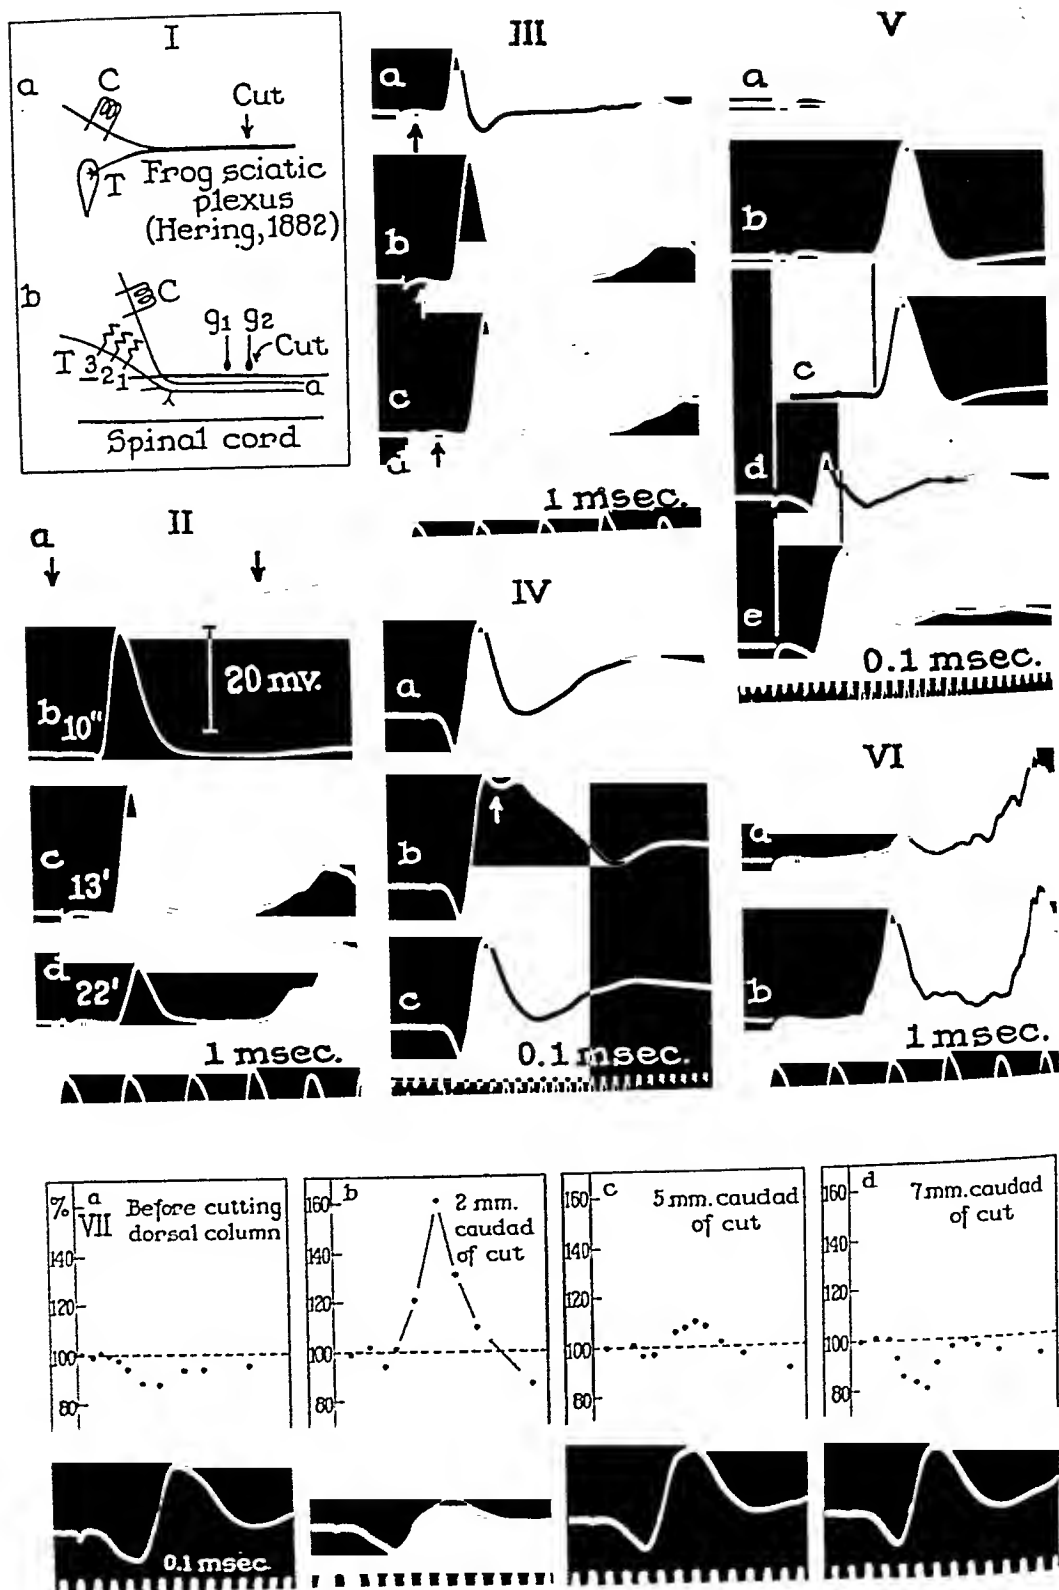 I
a
C
Cut
T
Frog sciatic
plexus
(Hering, 1882)
b
C
g1 g2
Cut
T 3 2 1
a
Spinal cord
II
a
b 10"
20 mv.
c 13'
d 22'
1 msec.
III
a
b
c
d
1 msec.
IV
a
b
c
0.1 msec.
V
a
b
c
d
e
0.1 msec.
VI
a
b
1 msec.
VII
%
a
Before cutting
dorsal column
140
120
100
80
b
2 mm.
caudad
of cut
160
140
120
100
80
c
5 mm. caudad
of cut
160
140
120
100
80
d
7 mm. caudad
of cut
160
140
120
100
80
0.1 msec.